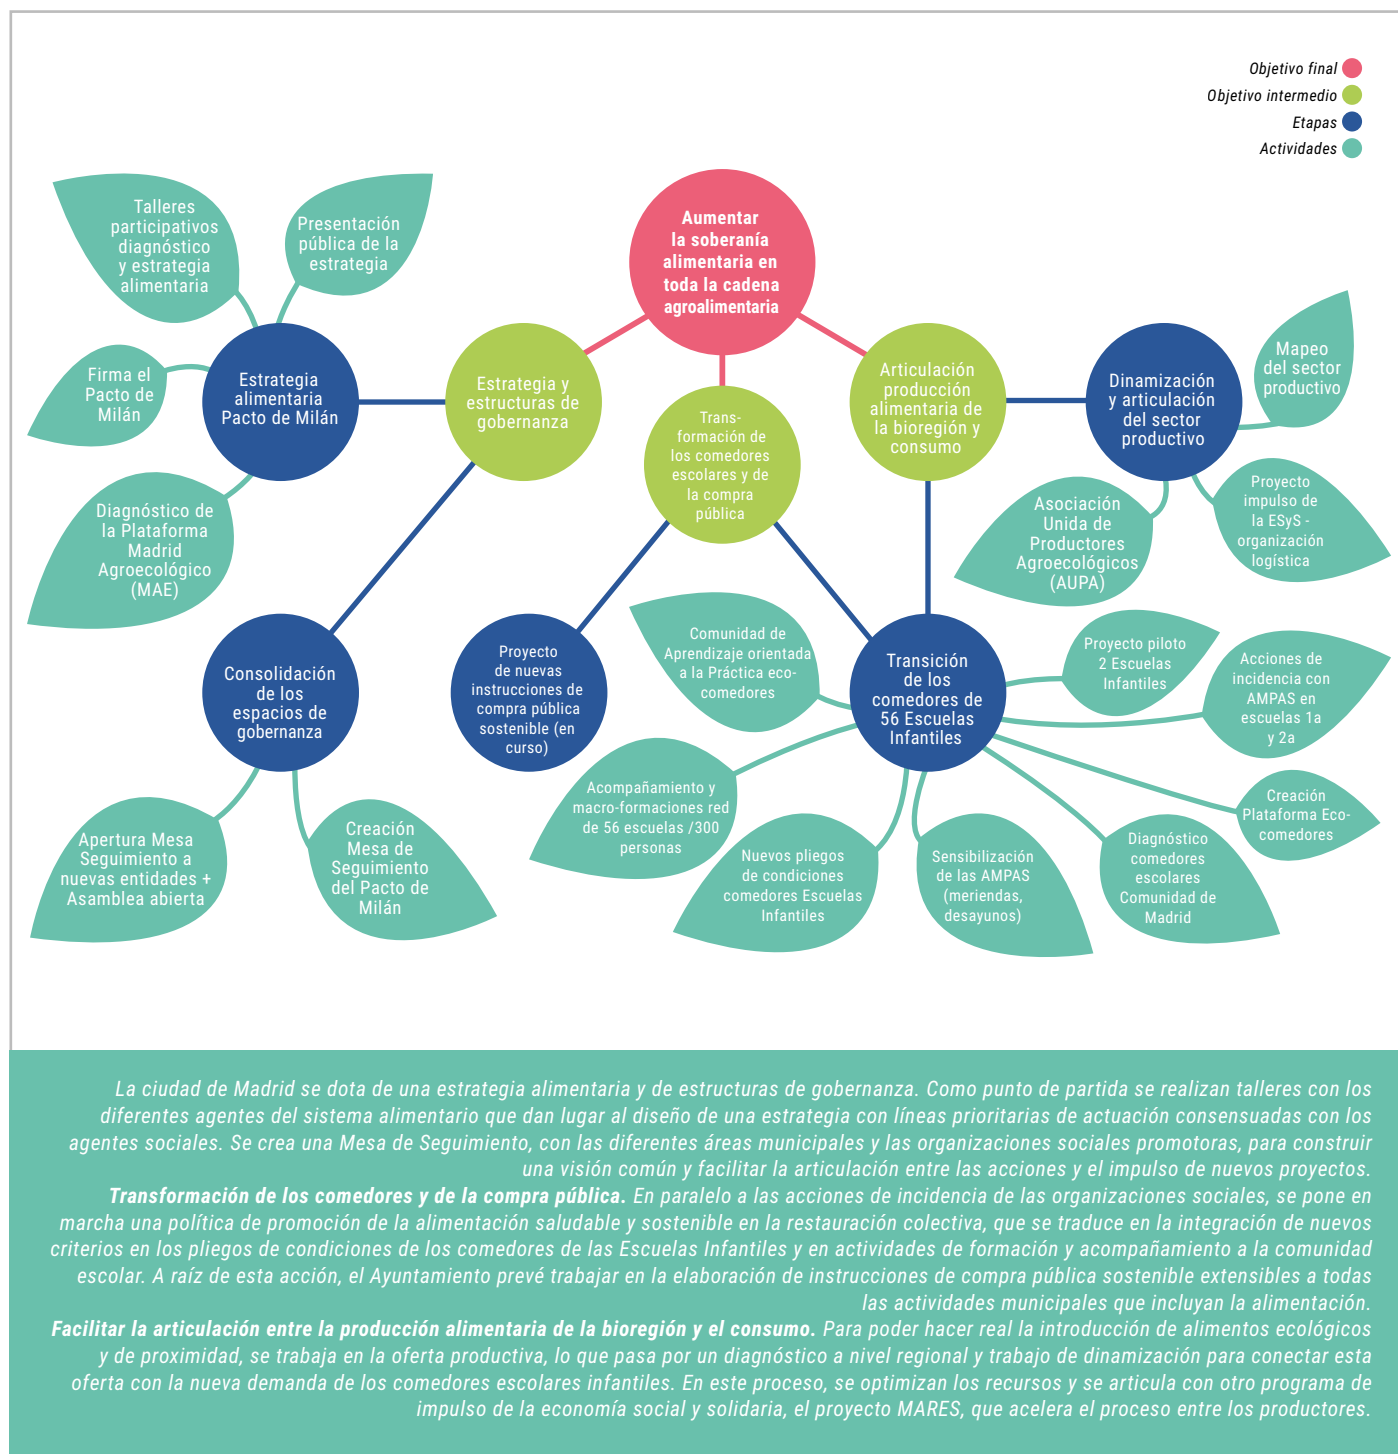 Objetivo final
Objetivo intermedio
Etapas
Actividades
Aumentar
la soberanía
alimentaria en
toda la cadena
agroalimentaria
Talleres
participativos
diagnóstico
y estrategia
alimentaria
Presentación
pública de la
estrategia
Firma el
Pacto de
Milán
Estrategia
alimentaria
Pacto de Milán
Estrategia y
estructuras de
gobernanza
Trans-
formación de
los comedores
escolares y de
la compra
pública
Articulación
producción
alimentaria de
la bioregión y
consumo
Dinamización
y articulación
del sector
productivo
Mapeo
del sector
productivo
Diagnóstico de
la Plataforma
Madrid
Agroecológico
(MAE)
Asociación
Unida de
Productores
Agroecológicos
(AUPA)
Proyecto
impulso de
la ESyS -
organización
logística
Consolidación
de los
espacios de
gobernanza
Proyecto
de nuevas
instrucciones de
compra pública
sostenible (en
curso)
Comunidad de
Aprendizaje orientada
a la Práctica eco-
comedores
Transición
de los
comedores de
56 Escuelas
Infantiles
Proyecto piloto
2 Escuelas
Infantiles
Acciones de
incidencia con
AMPAS en
escuelas 1a
y 2a
Apertura Mesa
Seguimiento a
nuevas entidades +
Asamblea abierta
Creación
Mesa de
Seguimiento
del Pacto de
Milán
Acompañamiento y
macro-formaciones red
de 56 escuelas /300
personas
Nuevos pliegos
de condiciones
comedores Escuelas
Infantiles
Sensibilización
de las AMPAS
(meriendas,
desayunos)
Diagnóstico
comedores
escolares
Comunidad de
Madrid
Creación
Plataforma Eco-
comedores
La ciudad de Madrid se dota de una estrategia alimentaria y de estructuras de gobernanza. Como punto de partida se realizan talleres con los
diferentes agentes del sistema alimentario que dan lugar al diseño de una estrategia con líneas prioritarias de actuación consensuadas con los
agentes sociales. Se crea una Mesa de Seguimiento, con las diferentes áreas municipales y las organizaciones sociales promotoras, para construir
una visión común y facilitar la articulación entre las acciones y el impulso de nuevos proyectos.
Transformación de los comedores y de la compra pública. En paralelo a las acciones de incidencia de las organizaciones sociales, se pone en
marcha una política de promoción de la alimentación saludable y sostenible en la restauración colectiva, que se traduce en la integración de nuevos
criterios en los pliegos de condiciones de los comedores de las Escuelas Infantiles y en actividades de formación y acompañamiento a la comunidad
escolar. A raíz de esta acción, el Ayuntamiento prevé trabajar en la elaboración de instrucciones de compra pública sostenible extensibles a todas
las actividades municipales que incluyan la alimentación.
Facilitar la articulación entre la producción alimentaria de la bioregión y el consumo. Para poder hacer real la introducción de alimentos ecológicos
y de proximidad, se trabaja en la oferta productiva, lo que pasa por un diagnóstico a nivel regional y trabajo de dinamización para conectar esta
oferta con la nueva demanda de los comedores escolares infantiles. En este proceso, se optimizan los recursos y se articula con otro programa de
impulso de la economía social y solidaria, el proyecto MARES, que acelera el proceso entre los productores.